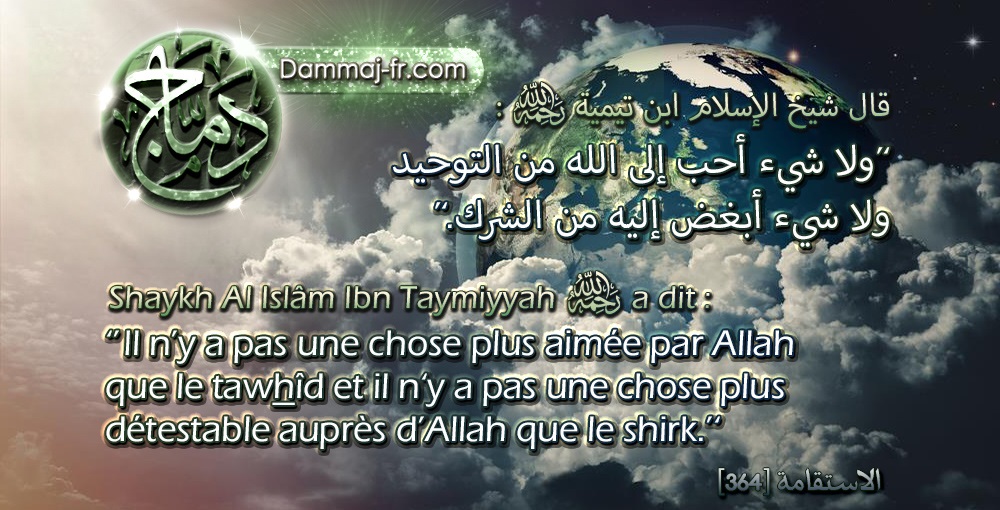 دماج
Dammaj-fr.com
قال شيخ الإسلام ابن تيمية رحمه الله :
“ولا شيء أحب إلى الله من التوحيد
ولا شيء أبغض إليه من الشرك.”
Shaykh Al Islâm Ibn Taymiyyah رحمه الله a dit :
“Il n’y a pas une chose plus aimée par Allah
que le tawẖîd et il n’y a pas une chose plus
détestable auprès d’Allah que le shirk.”
الاستقامة [364]